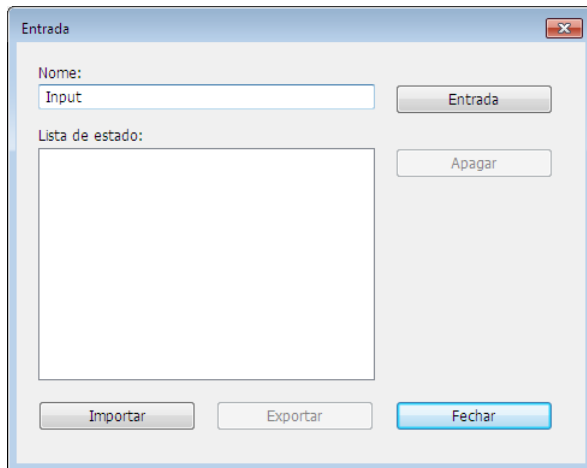 Entrada
Nome:
Input
Entrada
Lista de estado:
Apagar
Importar
Exportar
Fechar